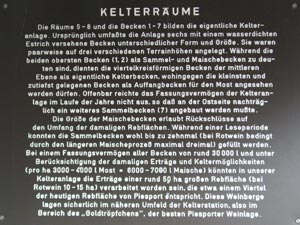 KELTERRÄUME
Die Räume 5-8 und die Becken 1-7 bilden die eigentliche Kelter-
anlage. Ursprünglich umfaßte die Anlage sechs mit einem wasserdichten
Estrich versehene Becken unterschiedlicher Form und Größe. Sie waren
paarweise auf drei verschiedenen Terrainhöhen angelegt. Während die
beiden obersten Becken (1, 2) als Sammel- und Maischebecken zu deu-
ten sind, dienten die viertelkreisförmigen Becken der mittleren
Ebene als eigentliche Kelterbecken, wohingegen die kleinsten und
zutiefst gelegenen Becken als Auffangbecken für den Most angesehen
werden dürfen. Offenbar reichte das Fassungsvermögen der Kelteran-
lage im Laufe der Jahre nicht aus, so daß an der Ostseite nachträg-
lich ein weiteres Sammelbecken (7) angebaut werden mußte.
Die Größe der Maischebecken erlaubt Rückschlüsse auf
den Umfang der damaligen Rebflächen. Während einer Leseperiode
konnten die Sammelbecken wohl bis zu zehnmal (bei Rotwein bedingt
durch den längeren Maischeprozeß maximal dreimal) gefüllt werden.
Bei einem Fassungsvermögen aller Becken von rund 30000 l und unter
Berücksichtigung der damaligen Erträge und Keltermöglichkeiten
(pro ha 3000 - 4000 l Most = 6000 - 7000 l Maische) könnten in unserer
Kelteranlage die Erträge einer rund 50 ha großen Rebfläche (bei
Rotwein 10-15 ha) verarbeitet worden sein, die etwa einem Viertel
der heutigen Rebfläche von Piesport entspricht. Diese Weinberge
lagen sicherlich im näheren Umfeld der Kelterstation, also im
Bereich des „Goldtröpfchens", der besten Piesporter Weinlage.